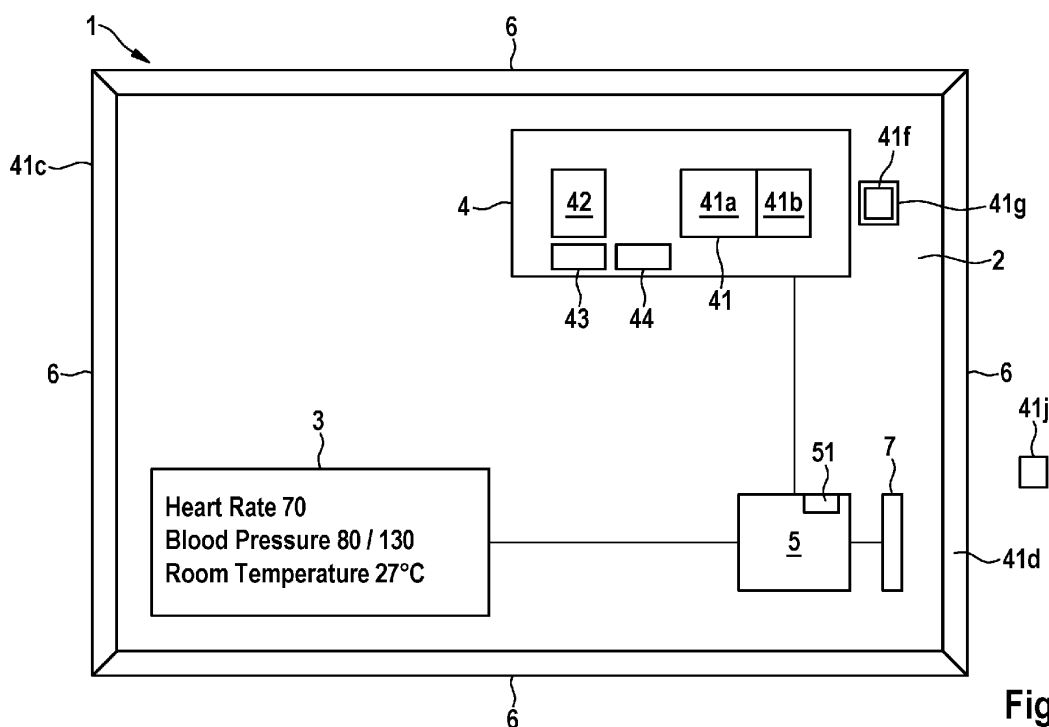 1
6
41c
41f
4
42
41a
41b
41g
2
43
44
41
6
6
41j
3
51
7
Heart Rate 70
Blood Pressure 80 / 130
Room Temperature 27°C
5
41d
6
Fig